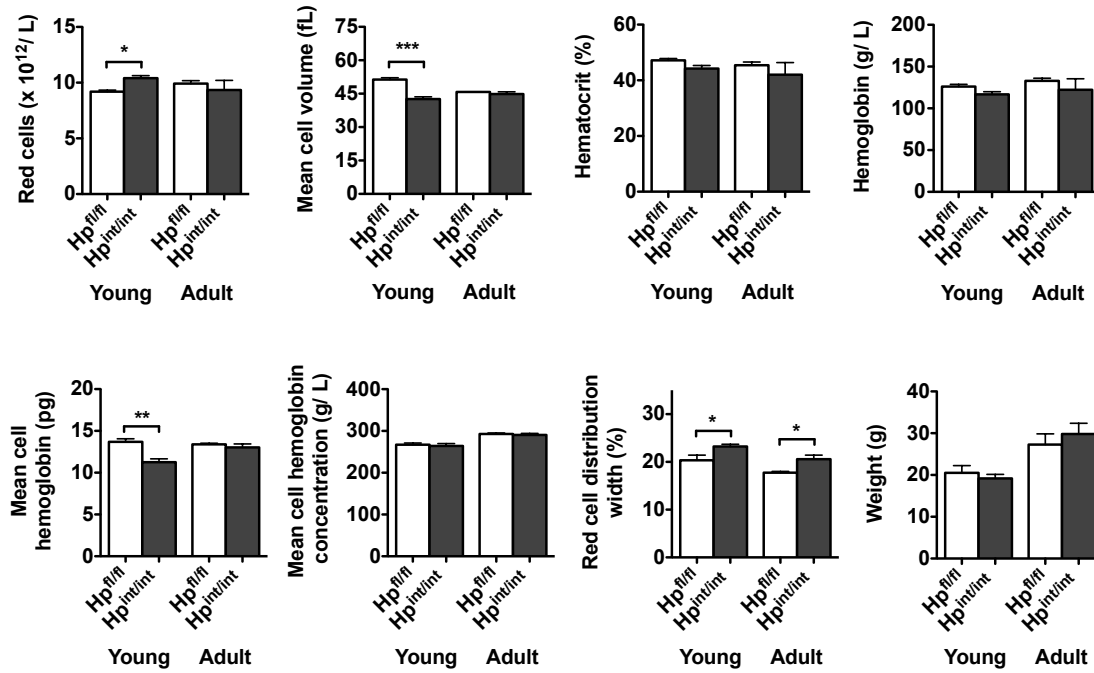 Red cells (x 10¹²/ L)
15
10
5
0
*
Hp^fl/fl
Hp^int/int
Hp^fl/fl
Hp^int/int
Young Adult
Mean cell volume (fL)
75
60
45
30
15
0
***
Hp^fl/fl
Hp^int/int
Hp^fl/fl
Hp^int/int
Young Adult
Hematocrit (%)
60
40
20
0
Hp^fl/fl
Hp^int/int
Hp^fl/fl
Hp^int/int
Young Adult
Hemoglobin (g/ L)
200
150
100
50
0
Hp^fl/fl
Hp^int/int
Hp^fl/fl
Hp^int/int
Young Adult
Mean cell
hemoglobin (pg)
20
15
10
5
0
**
Hp^fl/fl
Hp^int/int
Hp^fl/fl
Hp^int/int
Young Adult
Mean cell hemoglobin
concentration (g/ L)
400
300
200
100
0
Hp^fl/fl
Hp^int/int
Hp^fl/fl
Hp^int/int
Young Adult
Red cell distribution
width (%)
30
20
10
0
*
*
Hp^fl/fl
Hp^int/int
Hp^fl/fl
Hp^int/int
Young Adult
Weight (g)
40
30
20
10
0
Hp^fl/fl
Hp^int/int
Hp^fl/fl
Hp^int/int
Young Adult